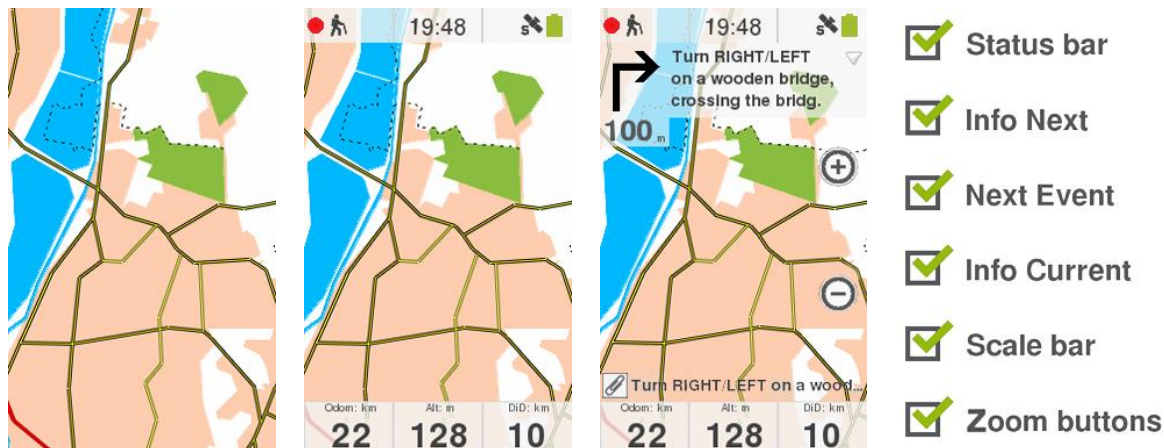 19:48
S
Odom: km
Alt: m
DiD: km
22
128
10
19:48
S
Turn RIGHT/LEFT
on a wooden bridge,
crossing the bridg.
100 m
Turn RIGHT/LEFT on a wood...
Odom: km
Alt: m
DiD: km
22
128
10
Status bar
Info Next
Next Event
Info Current
Scale bar
Zoom buttons